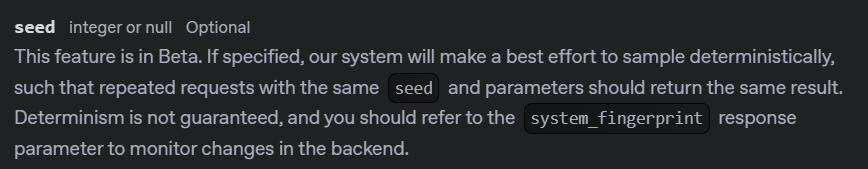 seed integer or null Optional
This feature is in Beta. If specified, our system will make a best effort to sample deterministically,
such that repeated requests with the same seed and parameters should return the same result.
Determinism is not guaranteed, and you should refer to the system_fingerprint response
parameter to monitor changes in the backend.